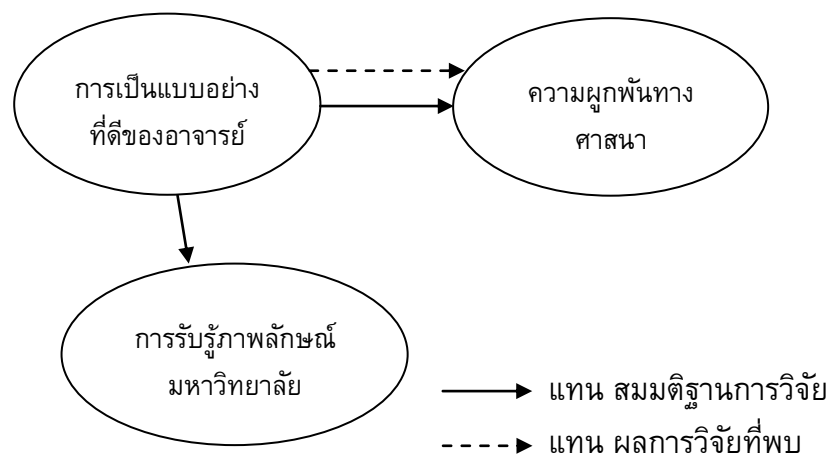 การเป็นแบบอย่าง
ที่ดีของอาจารย์
ความผูกพันทาง
ศาสนา
การรับรู้ภาพลักษณ์
มหาวิทยาลัย
แทน สมมติฐานการวิจัย
แทน ผลการวิจัยที่พบ